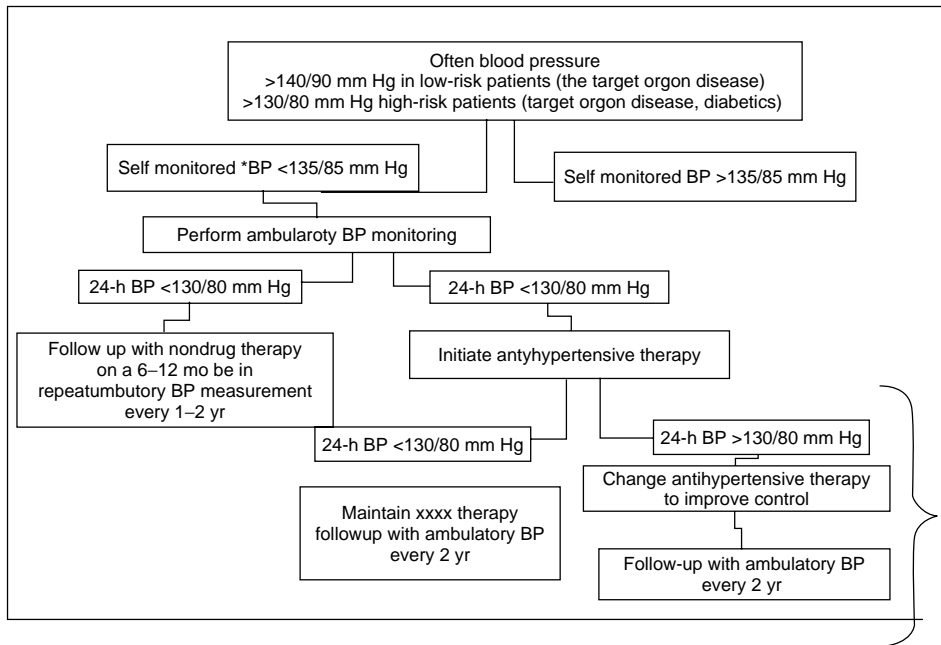 Often blood pressure
>140/90 mm Hg in low-risk patients (the target orgon disease)
>130/80 mm Hg high-risk patients (target orgon disease, diabetics)
Self monitored *BP <135/85 mm Hg
Self monitored BP >135/85 mm Hg
Perform ambularoty BP monitoring
24-h BP <130/80 mm Hg
24-h BP <130/80 mm Hg
Follow up with nondrug therapy
on a 6–12 mo be in
repeatumbutory BP measurement
every 1–2 yr
Initiate antyhypertensive therapy
24-h BP <130/80 mm Hg
24-h BP >130/80 mm Hg
Maintain xxxx therapy
followup with ambulatory BP
every 2 yr
Change antihypertensive therapy
to improve control
Follow-up with ambulatory BP
every 2 yr